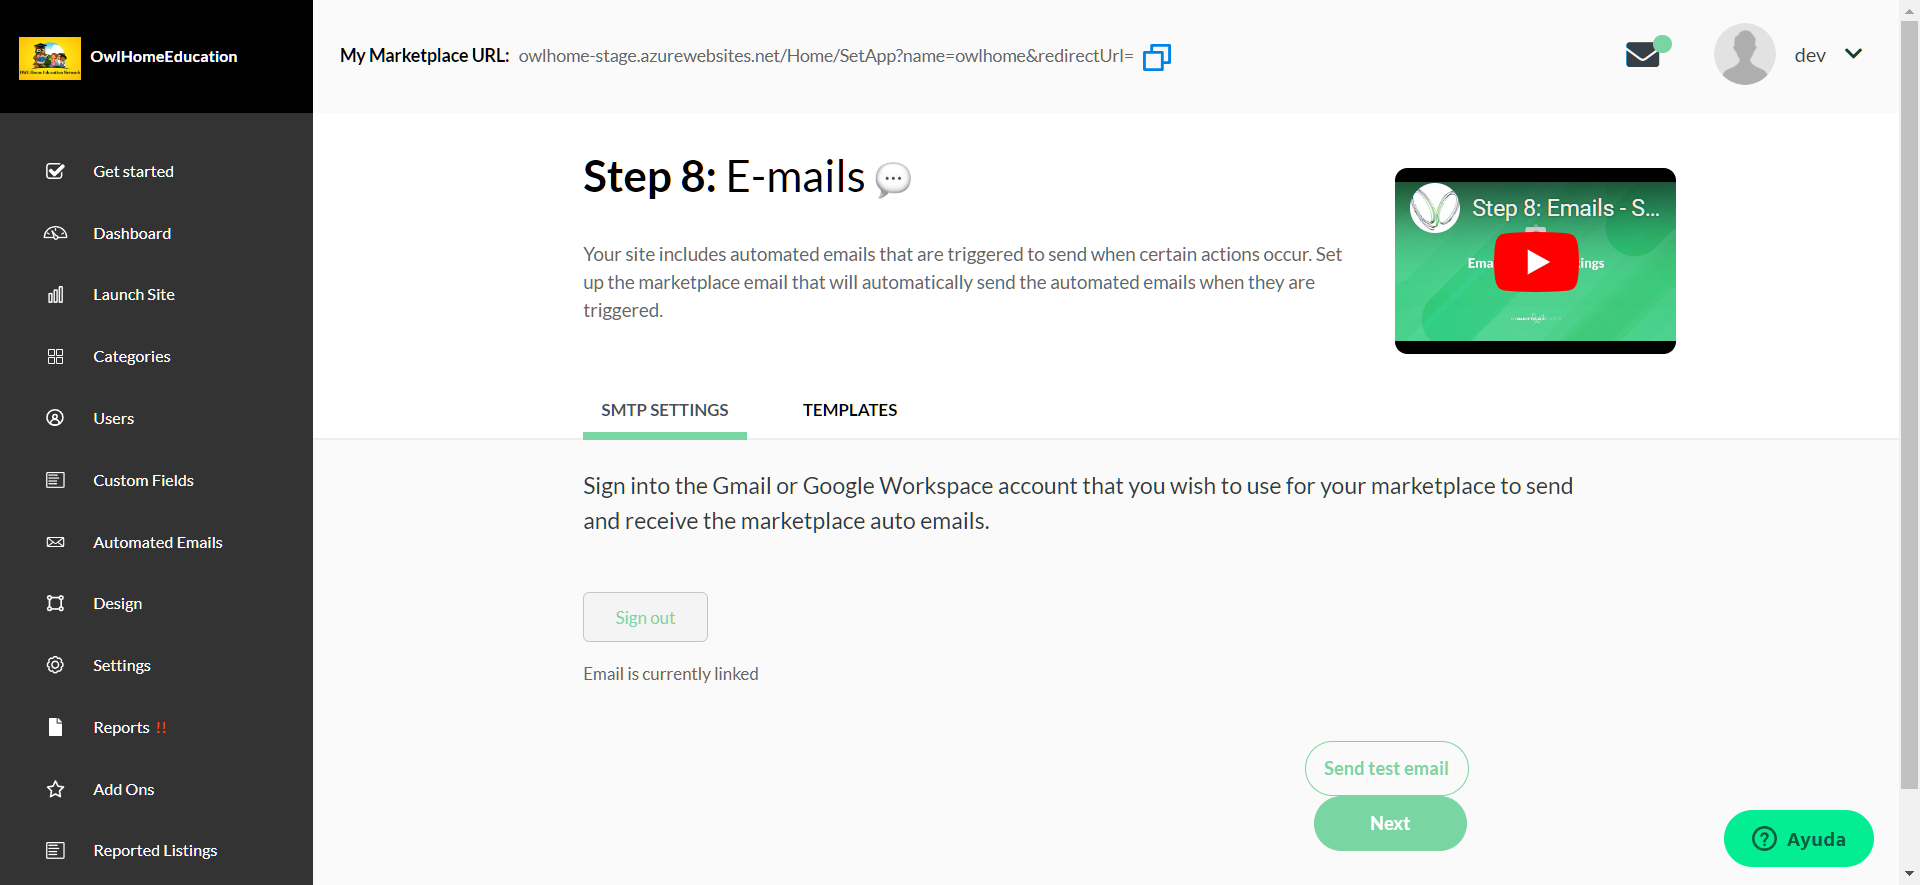 OwlHomeEducation
My Marketplace URL: owlhome-stage.azurewebsites.net/Home/SetApp?name=owlhome&redirectUrl=
dev
Get started
Dashboard
Launch Site
Categories
Users
Custom Fields
Automated Emails
Design
Settings
Reports !!
Add Ons
Reported Listings
Step 8: E-mails
Your site includes automated emails that are triggered to send when certain actions occur. Set
up the marketplace email that will automatically send the automated emails when they are
triggered.
Step 8: Emails - S...
SMTP SETTINGS
TEMPLATES
Sign into the Gmail or Google Workspace account that you wish to use for your marketplace to send
and receive the marketplace auto emails.
Sign out
Email is currently linked
Send test email
Next
Ayuda